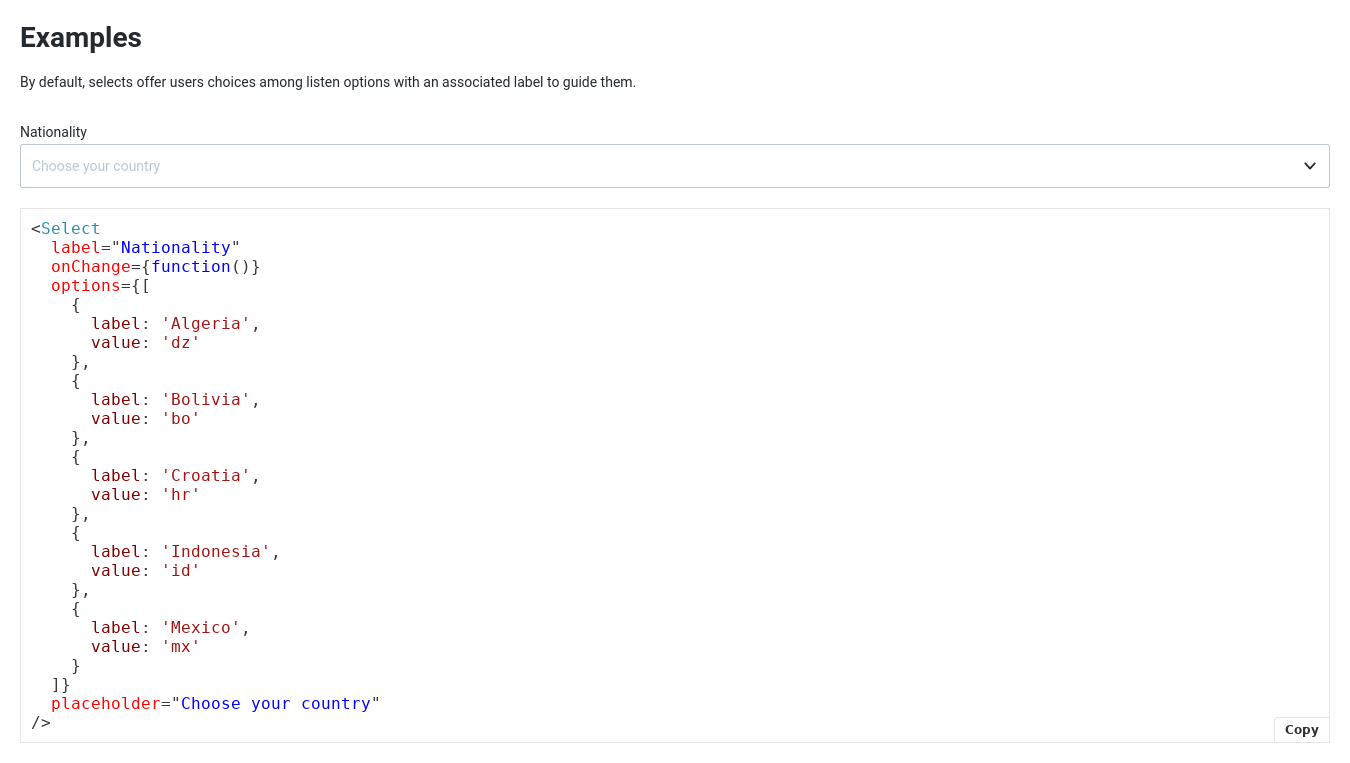 Examples
By default, selects offer users choices among listen options with an associated label to guide them.
Nationality
Choose your country
<Select
  label="Nationality"
  onChange={function()}
  options={[
    {
      label: 'Algeria',
      value: 'dz'
    },
    {
      label: 'Bolivia',
      value: 'bo'
    },
    {
      label: 'Croatia',
      value: 'hr'
    },
    {
      label: 'Indonesia',
      value: 'id'
    },
    {
      label: 'Mexico',
      value: 'mx'
    }
  ]}
  placeholder="Choose your country"
/>
Copy